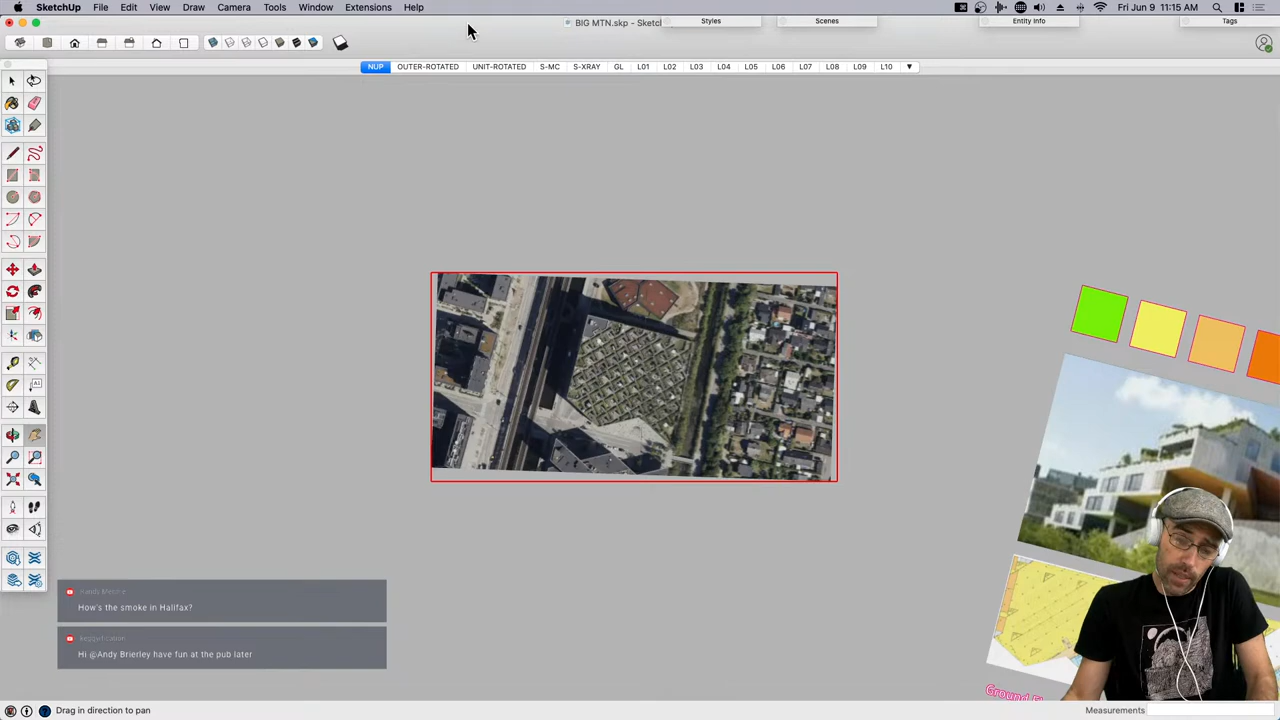 SketchUp File Edit View Draw Camera Tools Window Extensions Help
Fri Jun 9 11:15 AM
BIG MTN.skp - Sketch
Styles
Scenes
Entity Info
Tags
NUP OUTER-ROTATED UNIT-ROTATED S-MC S-XRAY GL L01 L02 L03 L04 L05 L06 L07 L08 L09 L10
A1
How's the smoke in Halifax?
Hi @Andy Brierley have fun at the pub later
Ground
Drag in direction to pan
Measurements